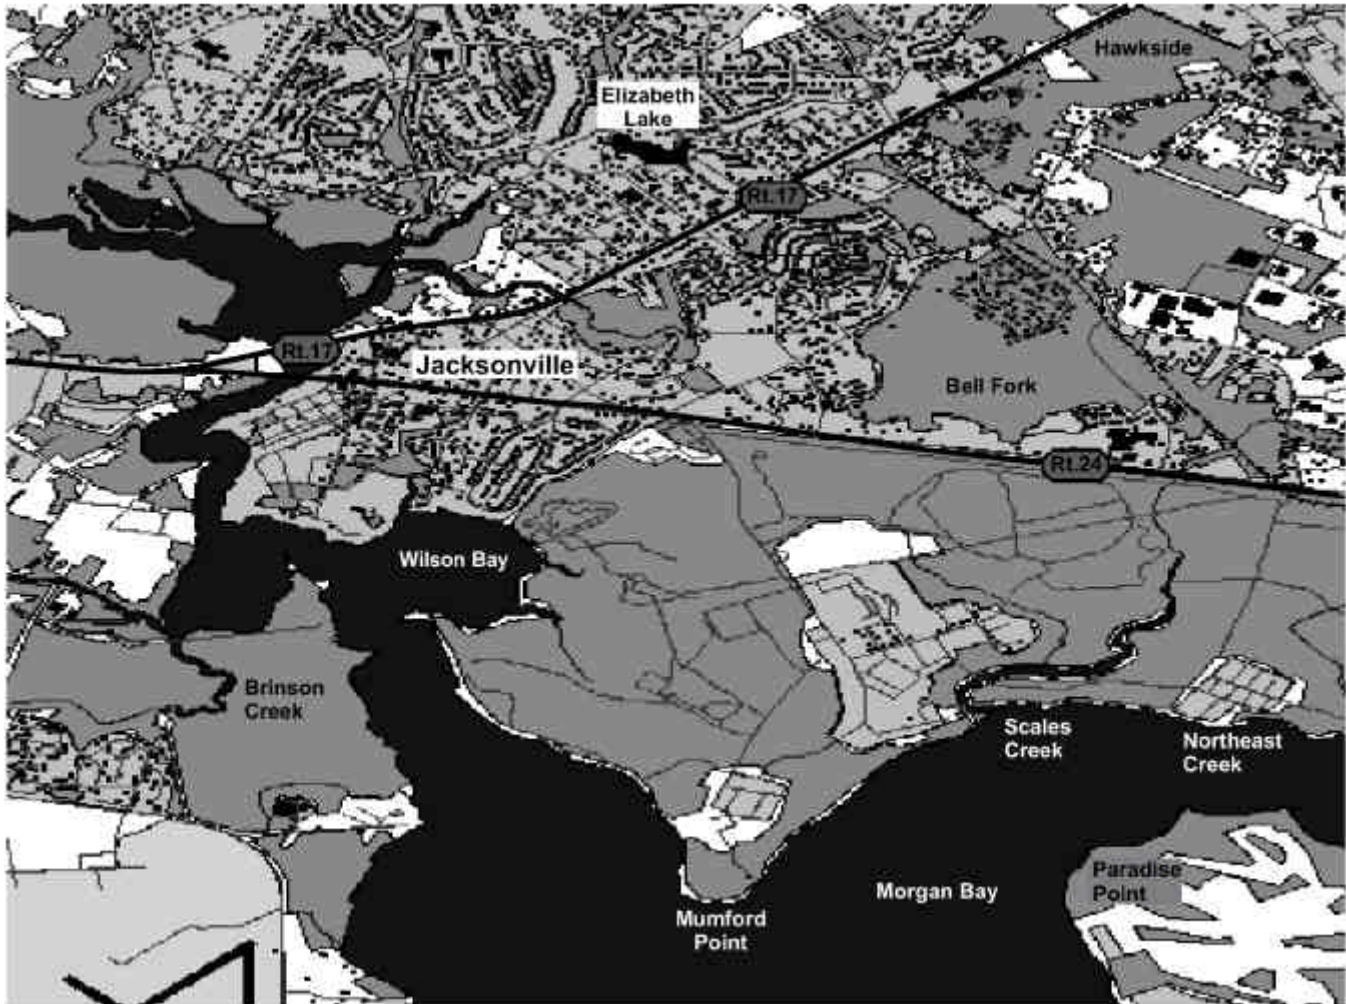 Hawkside
Elizabeth
Lake
Rt.17
Rt.17
Jacksonville
Bell Fork
Rt.24
Wilson Bay
Brinson
Creek
Scales
Creek
Northeast
Creek
Paradise
Point
Morgan Bay
Mumford
Point